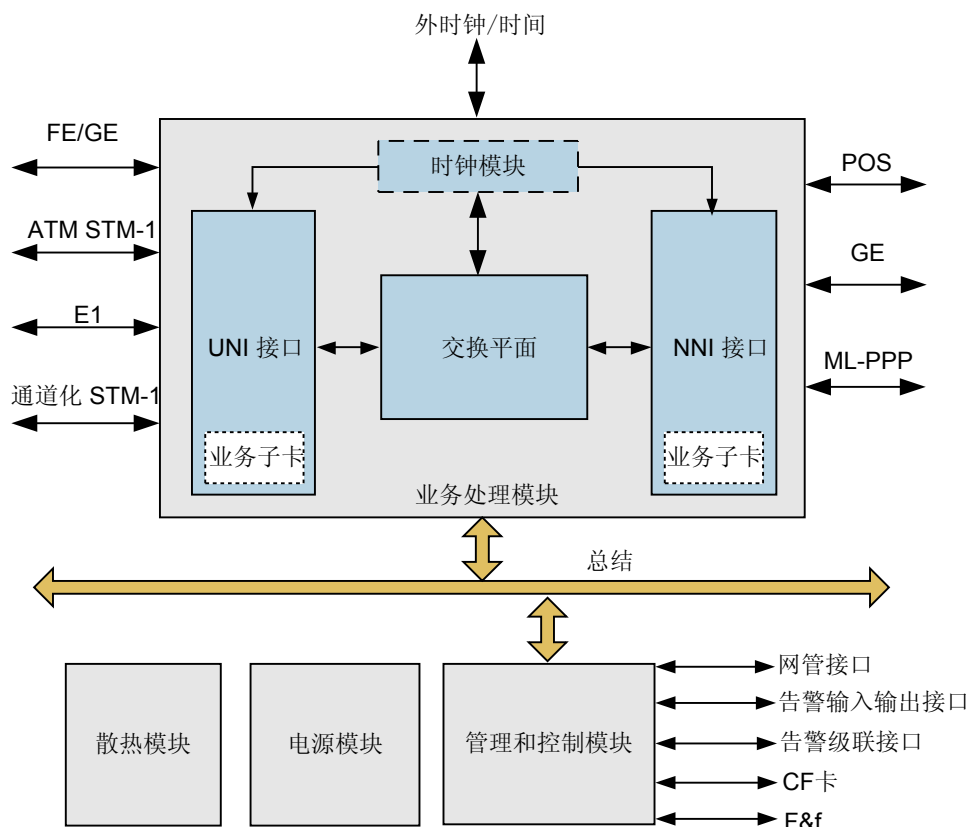 外时钟/时间
FE/GE
时钟模块
POS
ATM STM-1
GE
E1
UNI 接口
交换平面
NNI 接口
ML-PPP
通道化 STM-1
业务子卡
业务子卡
业务处理模块
总结
网管接口
告警输入输出接口
散热模块
电源模块
管理和控制模块
告警级联接口
CF卡
F&f